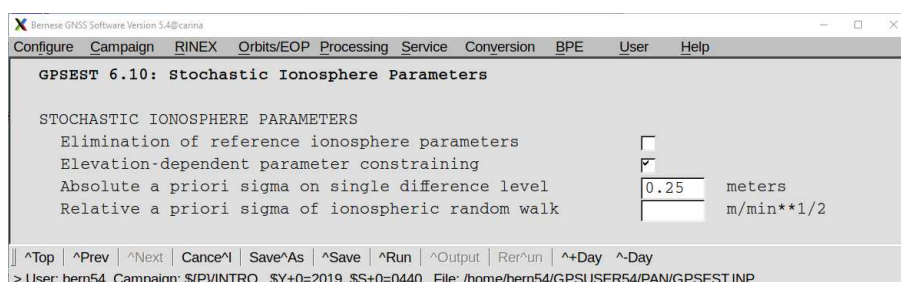 Bernese GNSS Software Version 5.4@carina
Configure Campaign RINEX Orbits/EOP Processing Service Conversion BPE User Help
GPSEST 6.10: Stochastic Ionosphere Parameters
STOCHASTIC IONOSPHERE PARAMETERS
Elimination of reference ionosphere parameters
Elevation-dependent parameter constraining
Absolute a priori sigma on single difference level 0.25 meters
Relative a priori sigma of ionospheric random walk m/min**1/2
^Top | ^Prev | ^Next | Cance^l | Save^As | ^Save | ^Run | ^Output | Rer^un | ^+Day ^-Day
> User: bern54 Campaign: ${P}/INTRO $Y+0=2019 $S+0=0440 File: /home/bern54/GPSUSER54/PAN/GPSEST.INP